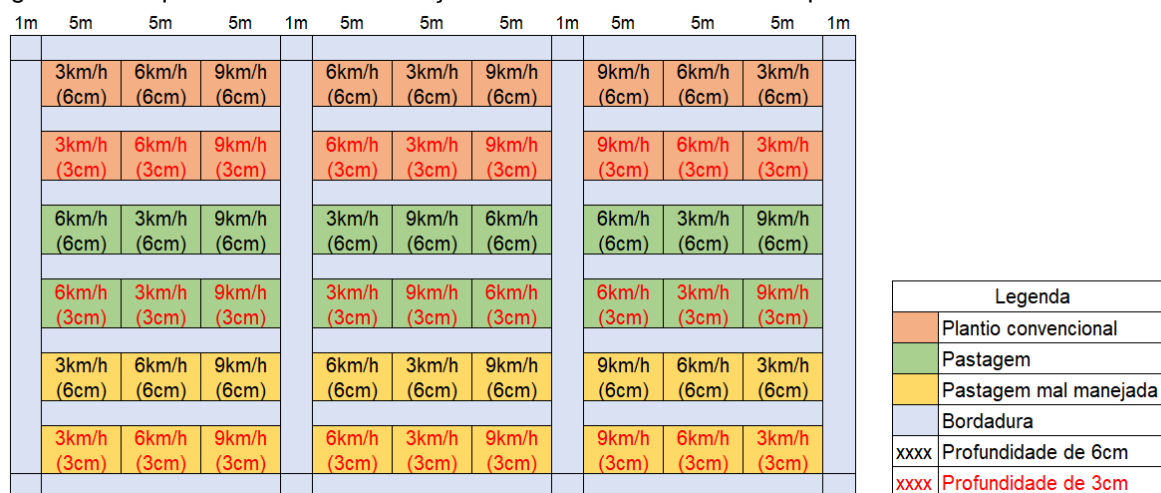 1m 5m 5m 5m 1m 5m 5m 5m 1m 5m 5m 5m 1m
3km/h 6km/h 9km/h 6km/h 3km/h 9km/h 9km/h 6km/h 3km/h
(6cm) (6cm) (6cm) (6cm) (6cm) (6cm) (6cm) (6cm) (6cm)
3km/h 6km/h 9km/h 6km/h 3km/h 9km/h 9km/h 6km/h 3km/h
(3cm) (3cm) (3cm) (3cm) (3cm) (3cm) (3cm) (3cm) (3cm)
6km/h 3km/h 9km/h 3km/h 9km/h 6km/h 6km/h 3km/h 9km/h
(6cm) (6cm) (6cm) (6cm) (6cm) (6cm) (6cm) (6cm) (6cm)
6km/h 3km/h 9km/h 3km/h 9km/h 6km/h 6km/h 3km/h 9km/h
(3cm) (3cm) (3cm) (3cm) (3cm) (3cm) (3cm) (3cm) (3cm)
3km/h 6km/h 9km/h 6km/h 3km/h 9km/h 9km/h 6km/h 3km/h
(6cm) (6cm) (6cm) (6cm) (6cm) (6cm) (6cm) (6cm) (6cm)
3km/h 6km/h 9km/h 6km/h 3km/h 9km/h 9km/h 6km/h 3km/h
(3cm) (3cm) (3cm) (3cm) (3cm) (3cm) (3cm) (3cm) (3cm)
Legenda
Plantio convencional
Pastagem
Pastagem mal manejada
Bordadura
xxxx Profundidade de 6cm
xxxx Profundidade de 3cm